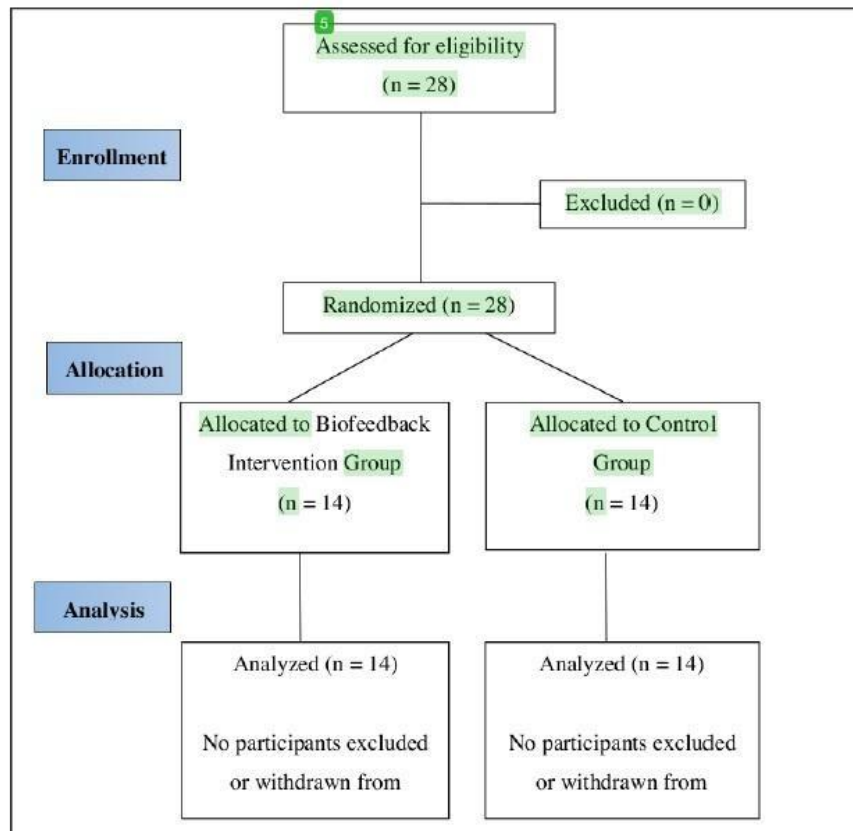 5
Assessed for eligibility
(n = 28)
Enrollment
Excluded (n = 0)
Randomized (n = 28)
Allocation
Allocated to Biofeedback
Intervention Group
(n = 14)
Allocated to Control
Group
(n = 14)
Analysis
Analyzed (n = 14)
No participants excluded
or withdrawn from
Analyzed (n = 14)
No participants excluded
or withdrawn from